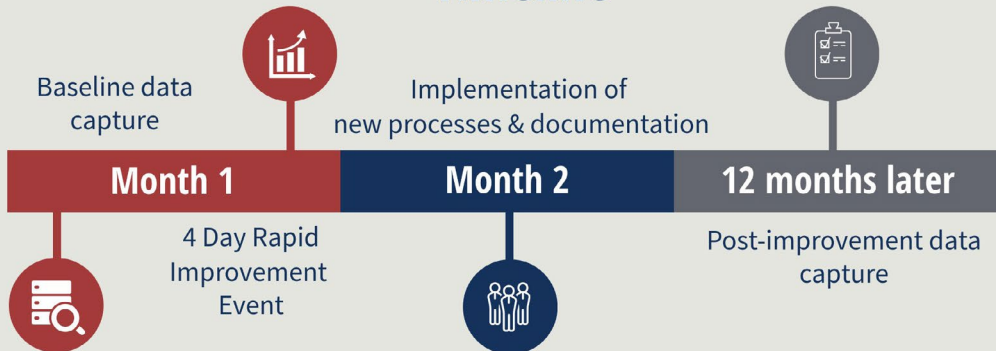 Baseline data
capture
Implementation of
new processes & documentation
Month 1
Month 2
12 months later
4 Day Rapid
Improvement
Event
Post-improvement data
capture